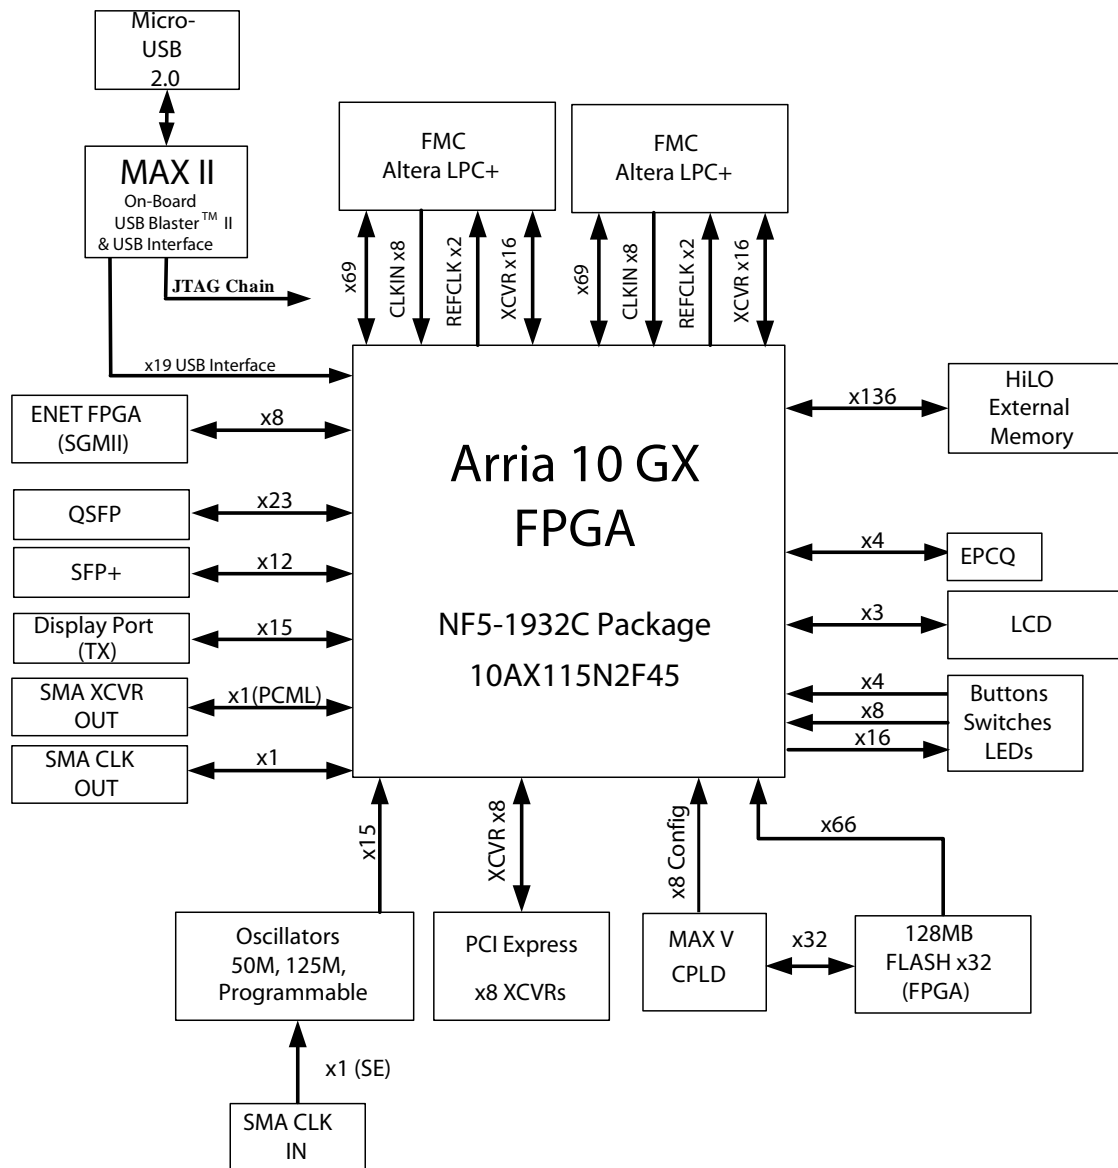 Micro-
USB
2.0
MAX II
On-Board
USB Blaster™ II
& USB Interface
JTAG Chain
x19 USB Interface
FMC
Altera LPC+
x69
CLKIN x8
REFCLK x2
XCVR x16
FMC
Altera LPC+
x69
CLKIN x8
REFCLK x2
XCVR x16
ENET FPGA
(SGMII)
x8
QSFP
x23
SFP+
x12
Display Port
(TX)
x15
SMA XCVR
OUT
x1(PCML)
SMA CLK
OUT
x1
Arria 10 GX
FPGA
NF5-1932C Package
10AX115N2F45
x136
HiLO
External
Memory
x4
EPCQ
x3
LCD
x4
x8
x16
Buttons
Switches
LEDs
x15
XCVR x8
x8 Config
x66
Oscillators
50M, 125M,
Programmable
PCI Express
x8 XCVRs
MAX V
CPLD
x32
128MB
FLASH x32
(FPGA)
x1 (SE)
SMA CLK
IN